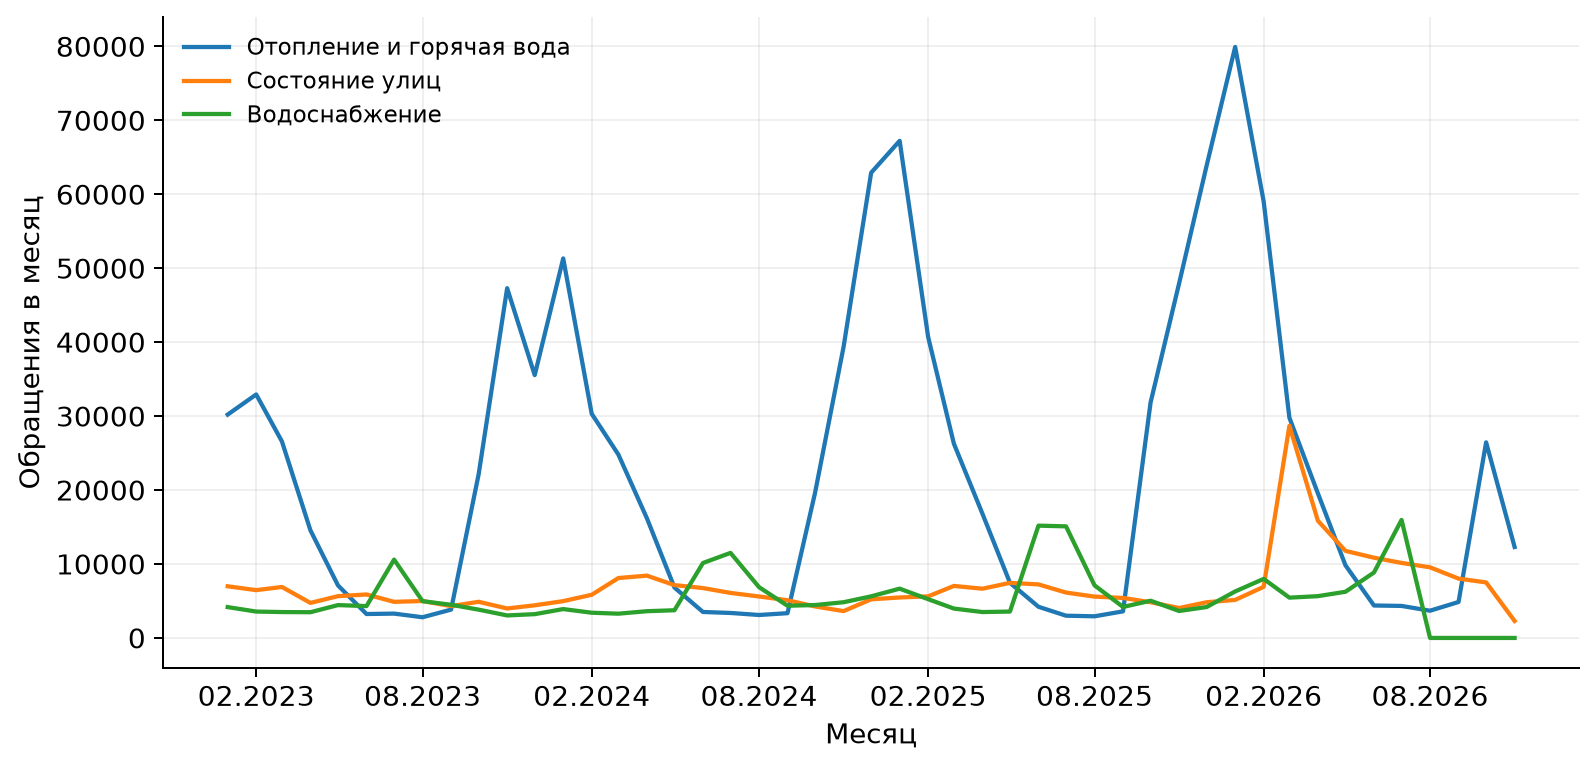 Отопление и горячая вода
Состояние улиц
Водоснабжение
80000
70000
60000
50000
40000
30000
20000
10000
0
Обращения в месяц
02.2023 08.2023 02.2024 08.2024 02.2025 08.2025 02.2026 08.2026
Месяц